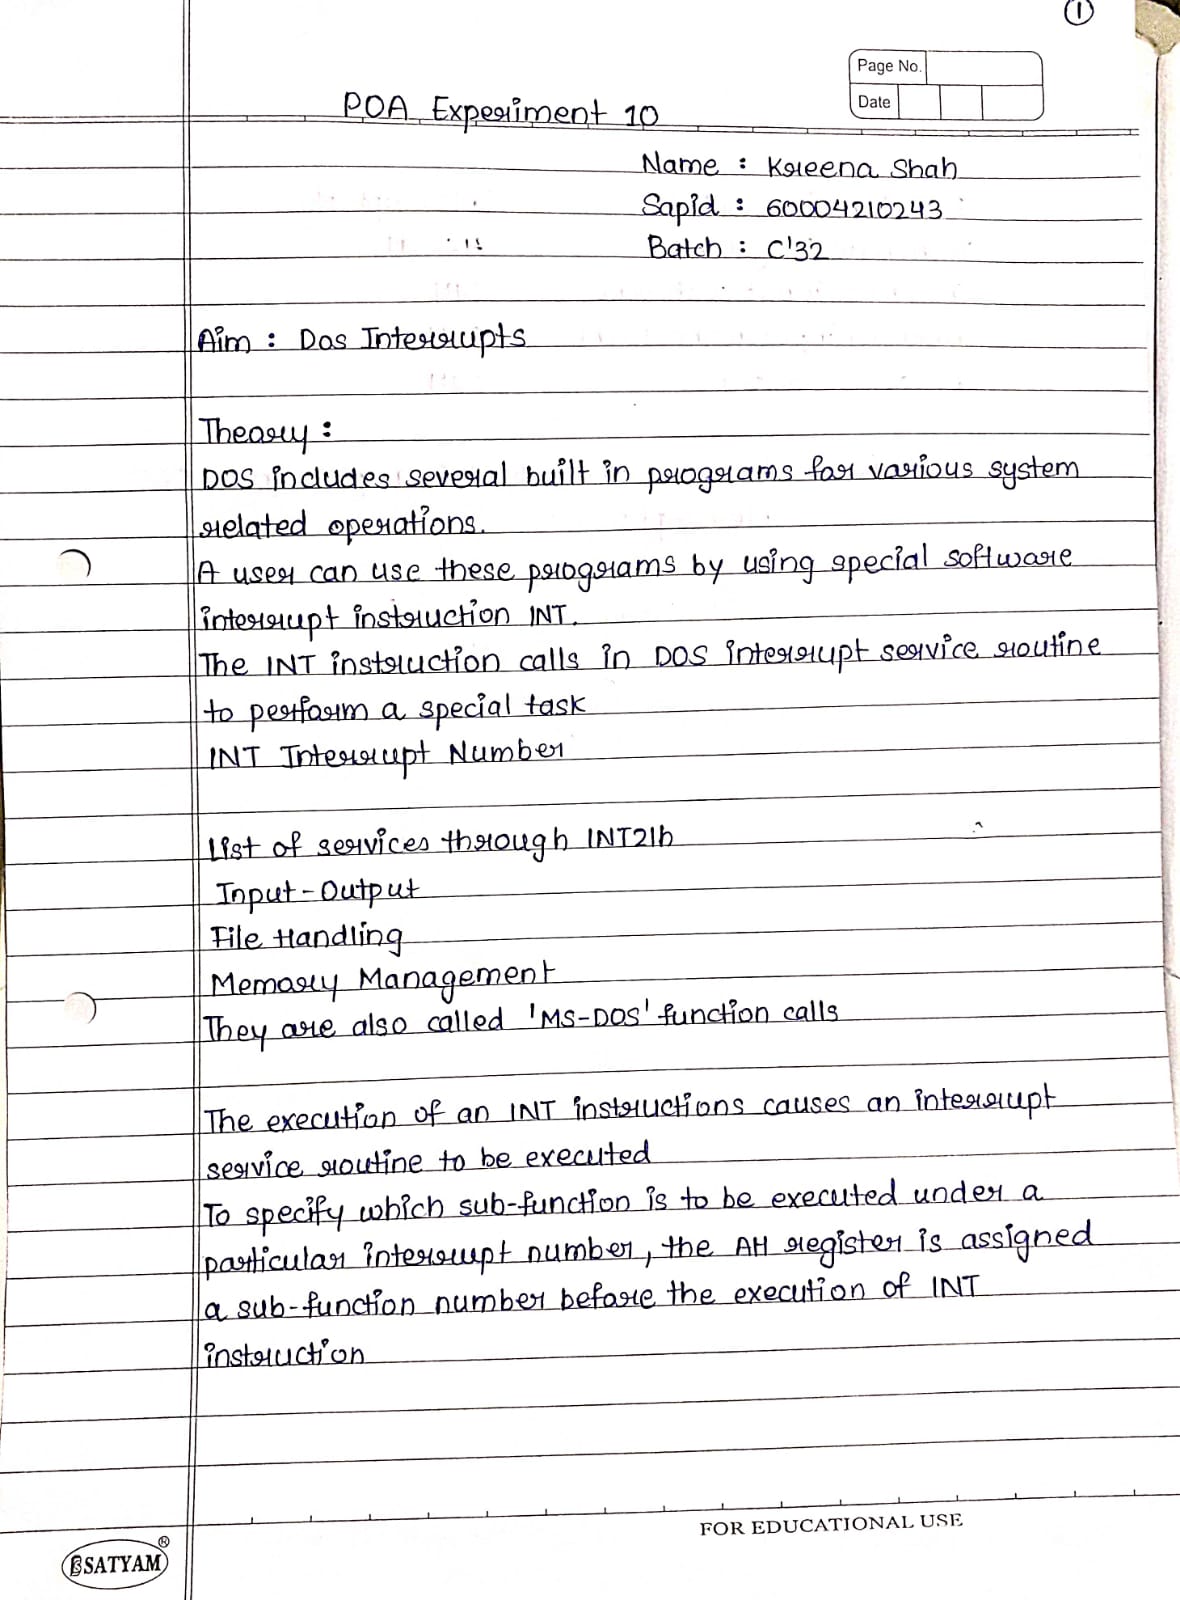 1
Page No.
Date
POA Experiment 10
Name : Kreena Shah
Sapid : 60004210243
Batch : C'32
Aim : Dos Interrupts
Theory :
DOS includes several built in programs for various system
related operations.
A user can use these programs by using special software
interrupt instruction INT.
The INT instruction calls in DOS interrupt service routine
to perform a special task
INT Interrupt Number
List of services through INT21h
Input-Output
File Handling
Memory Management
They are also called 'MS-DOS' function calls
The execution of an INT instructions causes an interrupt
service routine to be executed
To specify which sub-function is to be executed under a
particular interrupt number, the AH register is assigned
a sub-function number before the execution of INT
instruction
FOR EDUCATIONAL USE
SATYAM®